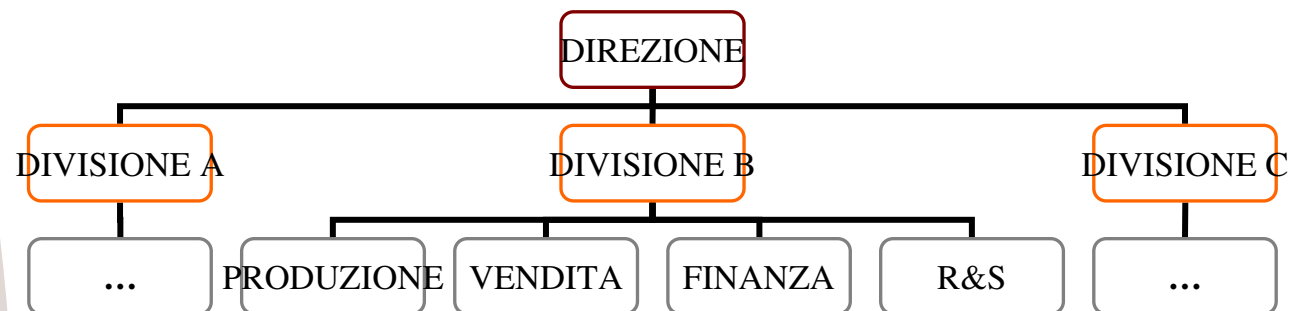 DIREZIONE
DIVISIONE A
DIVISIONE B
DIVISIONE C
...
PRODUZIONE
VENDITA
FINANZA
R&S
...